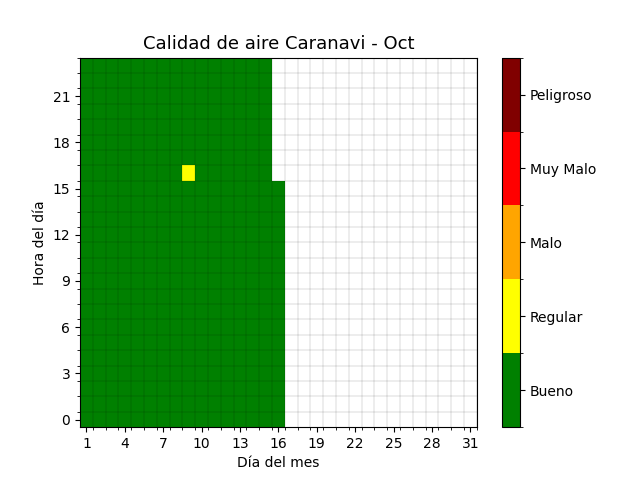 Calidad de aire Caranavi - Oct
Hora del día
21
18
15
12
9
6
3
0
1 4 7 10 13 16 19 22 25 28 31
Día del mes
Peligroso
Muy Malo
Malo
Regular
Bueno